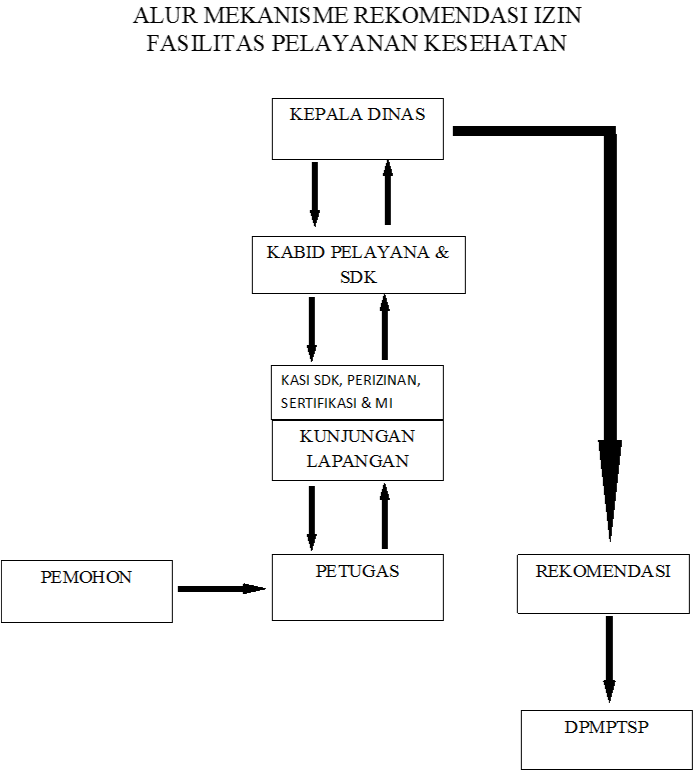 ALUR MEKANISME REKOMENDASI IZIN
FASILITAS PELAYANAN KESEHATAN
KEPALA DINAS
KABID PELAYANA &
SDK
KASI SDK, PERIZINAN,
SERTIFIKASI & MI
KUNJUNGAN
LAPANGAN
PEMOHON
PETUGAS
REKOMENDASI
DPMPTSP